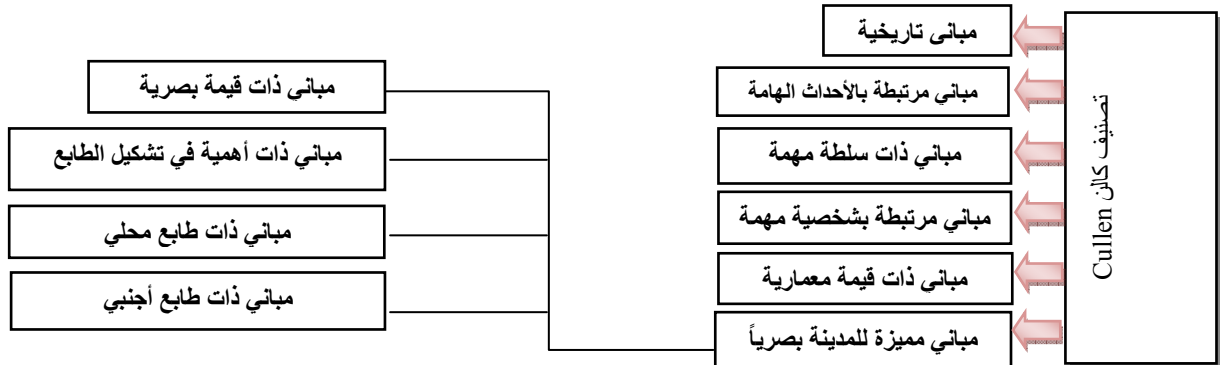 تصنيف كالن Cullen
مبانى تاريخية
مباني مرتبطة بالأحداث الهامة
مباني ذات سلطة مهمة
مباني مرتبطة بشخصية مهمة
مباني ذات قيمة معمارية
مباني مميزة للمدينة بصرياً
مباني ذات قيمة بصرية
مباني ذات أهمية في تشكيل الطابع
مباني ذات طابع محلي
مباني ذات طابع أجنبي